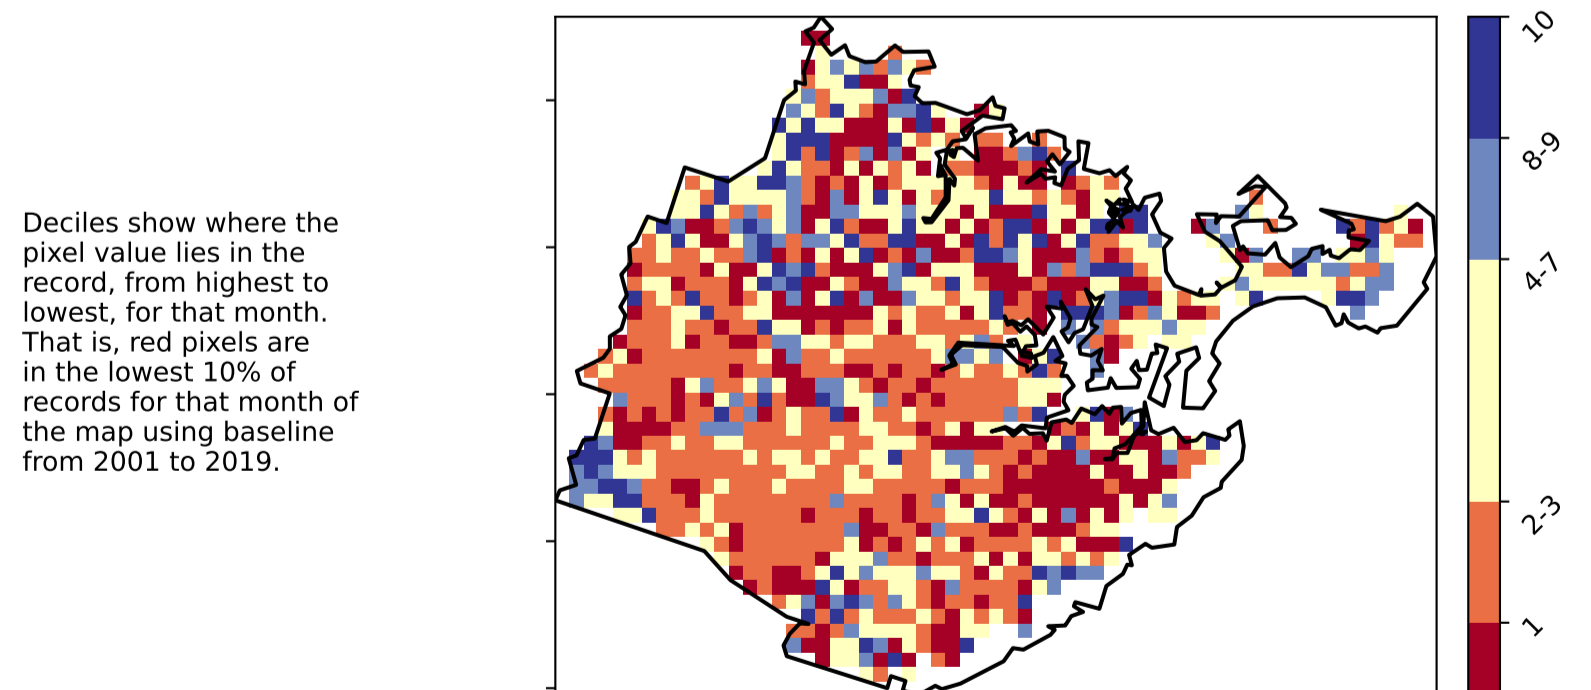 Deciles show where the
pixel value lies in the
record, from highest to
lowest, for that month.
That is, red pixels are
in the lowest 10% of
records for that month of
the map using baseline
from 2001 to 2019.
10
8-9
4-7
2-3
1